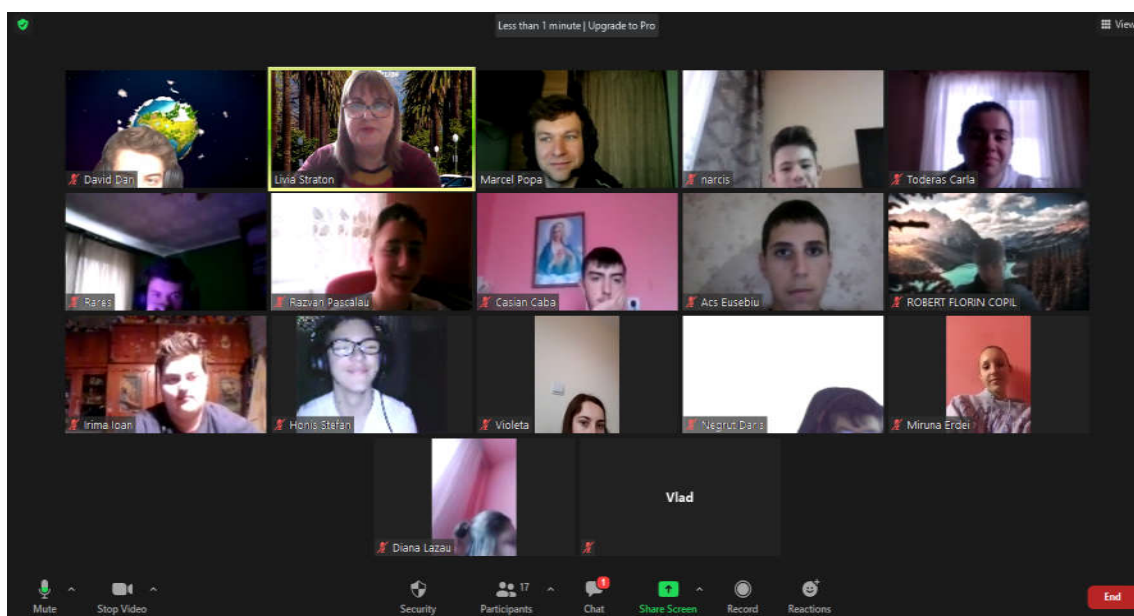 Less than 1 minute | Upgrade to Pro
View
David Dan
Livia Straton
Marcel Popa
narcis
Toderas Carla
Rares
Razvan Pascalau
Casian Caba
Acs Eusebiu
ROBERT FLORIN COPIL
Irima Ioan
Honis Stefan
Violeta
Negrut Daris
Miruna Erdei
Diana Lazau
Vlad
Mute
Stop Video
Security
Participants
17
Chat
1
Share Screen
Record
Reactions
End